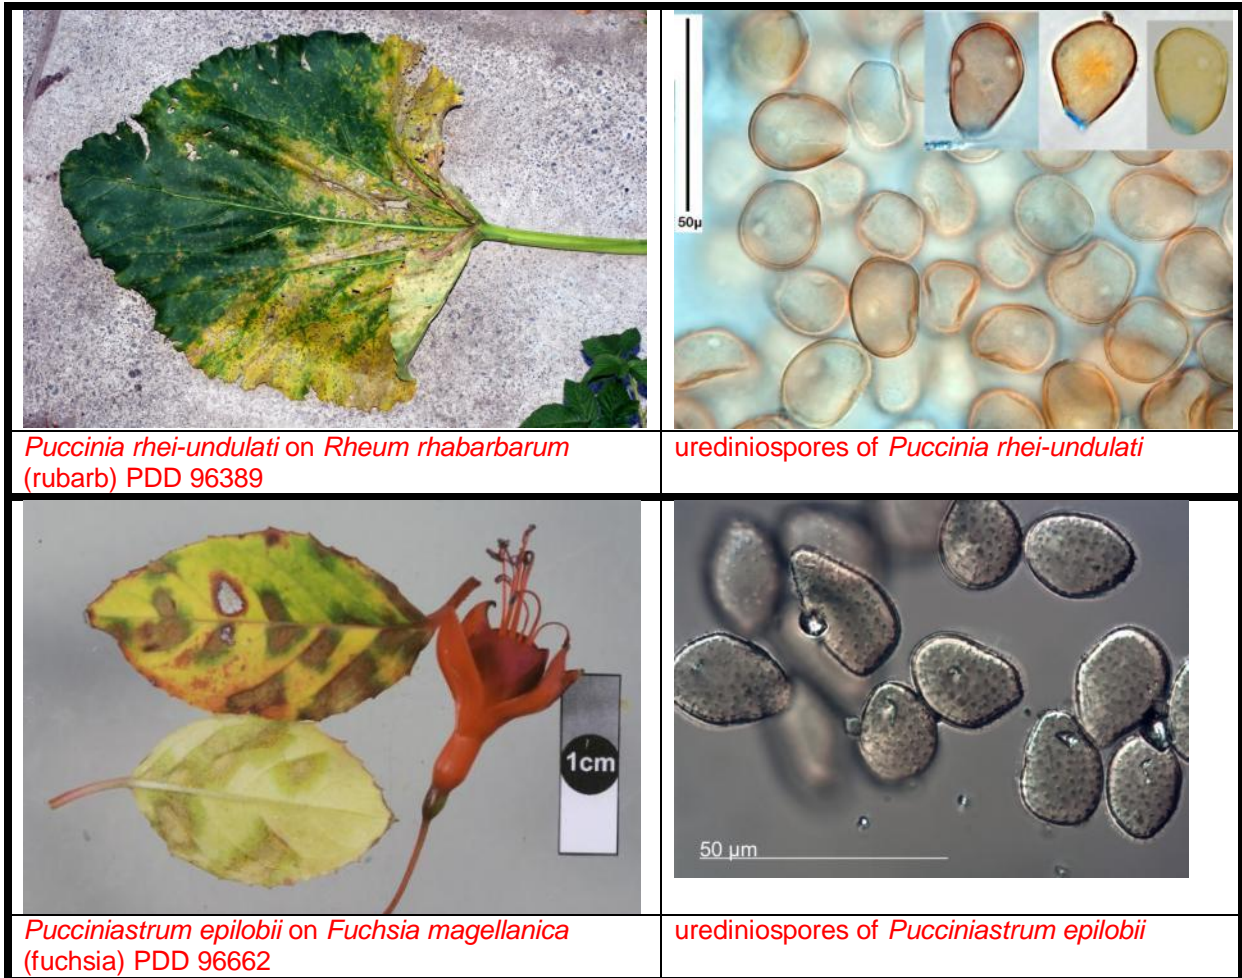 50µ
Puccinia rhei-undulati on Rheum rhabarbarum
(rubarb) PDD 96389
urediniospores of Puccinia rhei-undulati
1cm
50 µm
Pucciniastrum epilobii on Fuchsia magellanica
(fuchsia) PDD 96662
urediniospores of Pucciniastrum epilobii